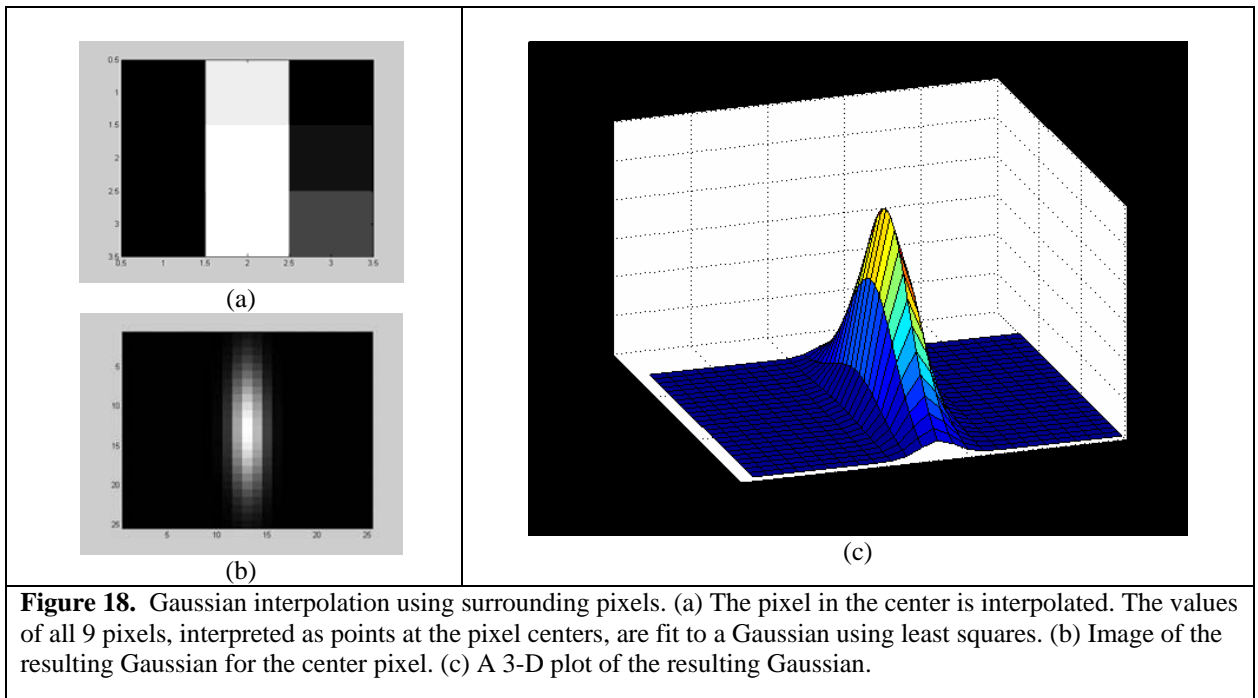 0.5
1
1.5
2
2.5
3
3.5
0.5 1 1.5 2 2.5 3 3.5
(a)
5
10
15
20
25
5 10 15 20 25
(b)
(c)
Figure 18. Gaussian interpolation using surrounding pixels. (a) The pixel in the center is interpolated. The values
of all 9 pixels, interpreted as points at the pixel centers, are fit to a Gaussian using least squares. (b) Image of the
resulting Gaussian for the center pixel. (c) A 3-D plot of the resulting Gaussian.